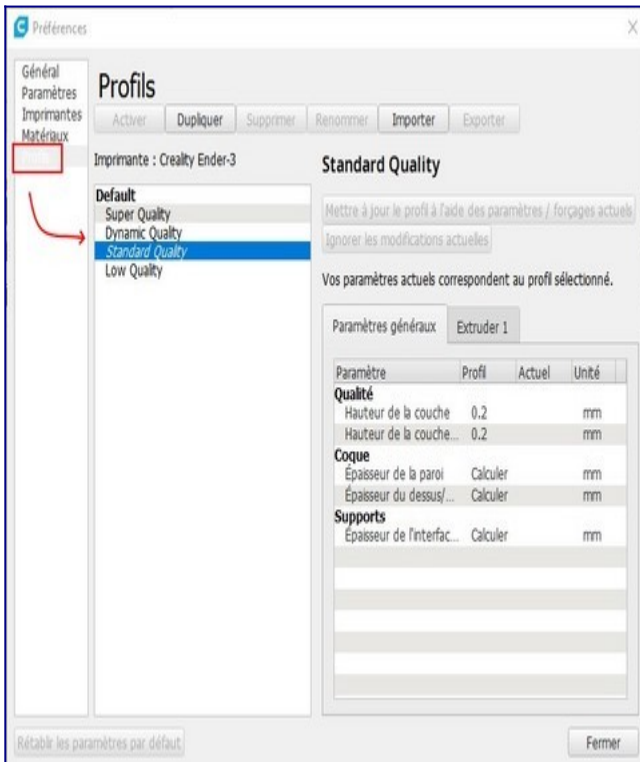 Préférences
Général
Paramètres
Imprimantes
Matériaux
Profils
Profils
Activer Dupliquer Supprimer Renommer Importer Exporter
Imprimante : Creality Ender-3
Default
Super Quality
Dynamic Quality
Standard Quality
Low Quality
Standard Quality
Mettre à jour le profil à l'aide des paramètres / forçages actuels
Ignorer les modifications actuelles
Vos paramètres actuels correspondent au profil sélectionné.
Paramètres généraux Extruder 1
Paramètre Profil Actuel Unité
Qualité
Hauteur de la couche 0.2 mm
Hauteur de la couche... 0.2 mm
Coque
Épaisseur de la paroi Calculer mm
Épaisseur du dessus/... Calculer mm
Supports
Épaisseur de l'interfac... Calculer mm
Rétablir les paramètres par défaut
Fermer